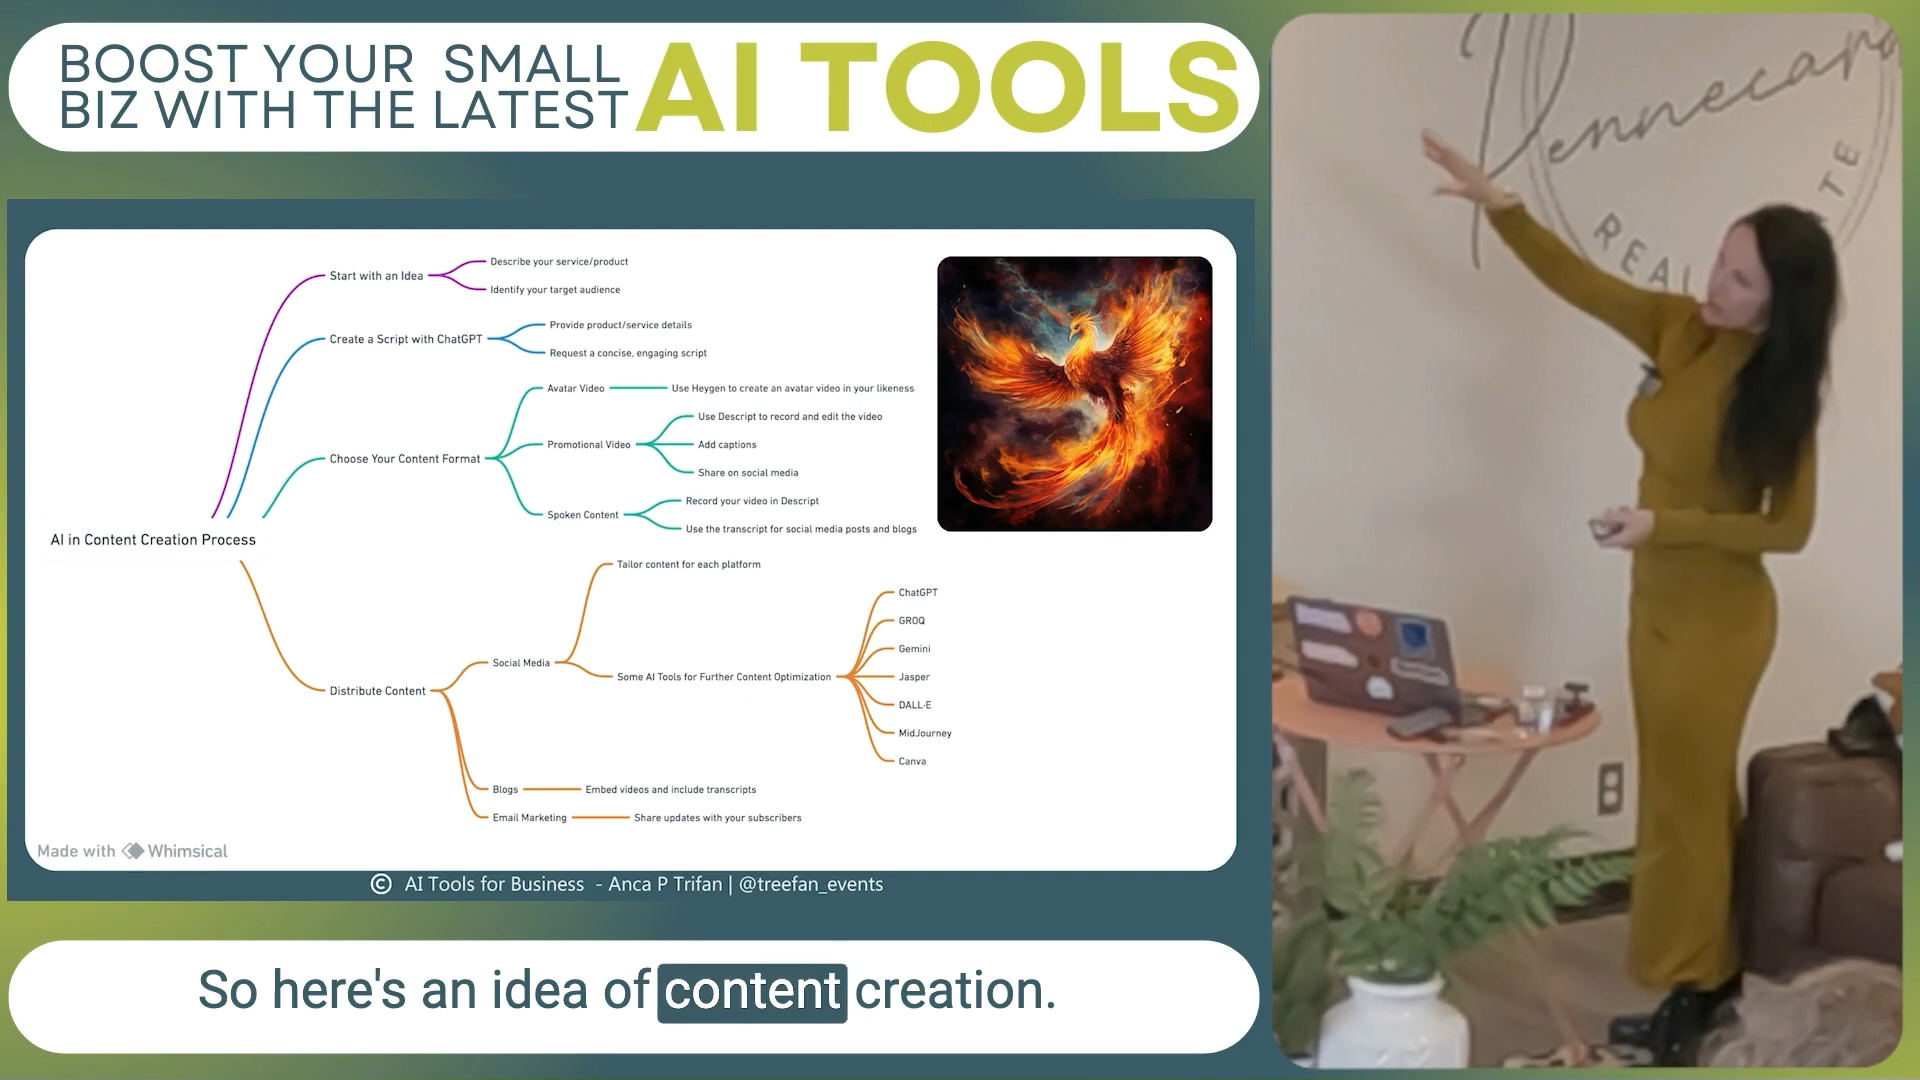 BOOST YOUR SMALL
BIZ WITH THE LATEST
AI TOOLS
Start with an Idea
Describe your service/product
Identify your target audience
Create a Script with ChatGPT
Provide product/service details
Request a concise, engaging script
Choose Your Content Format
Avatar Video
Use Heygen to create an avatar video in your likeness
Promotional Video
Use Descript to record and edit the video
Add captions
Share on social media
Spoken Content
Record your video in Descript
Use the transcript for social media posts and blogs
AI in Content Creation Process
Distribute Content
Social Media
Tailor content for each platform
Some AI Tools for Further Content Optimization
ChatGPT
GROQ
Gemini
Jasper
DALL·E
MidJourney
Canva
Blogs
Embed videos and include transcripts
Email Marketing
Share updates with your subscribers
Made with Whimsical
© AI Tools for Business - Anca P Trifan | @treefan_events
So here's an idea of content creation.